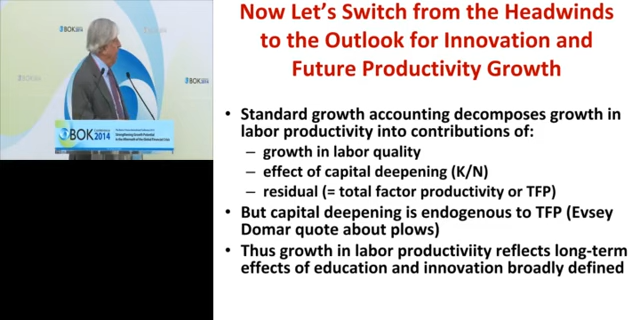 Now Let's Switch from the Headwinds
to the Outlook for Innovation and
Future Productivity Growth
BOK
2014
BOK
2014
BOK
2014
• Standard growth accounting decomposes growth in
labor productivity into contributions of:
– growth in labor quality
– effect of capital deepening (K/N)
– residual (= total factor productivity or TFP)
• But capital deepening is endogenous to TFP (Evsey
Domar quote about plows)
• Thus growth in labor productiviity reflects long-term
effects of education and innovation broadly defined